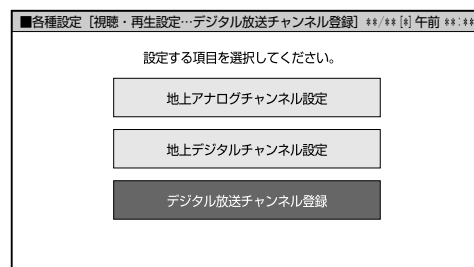 ■各種設定［視聴・再生設定…デジタル放送チャンネル登録］ **/**[*]午前 **:**
設定する項目を選択してください。
地上アナログチャンネル設定
地上デジタルチャンネル設定
デジタル放送チャンネル登録